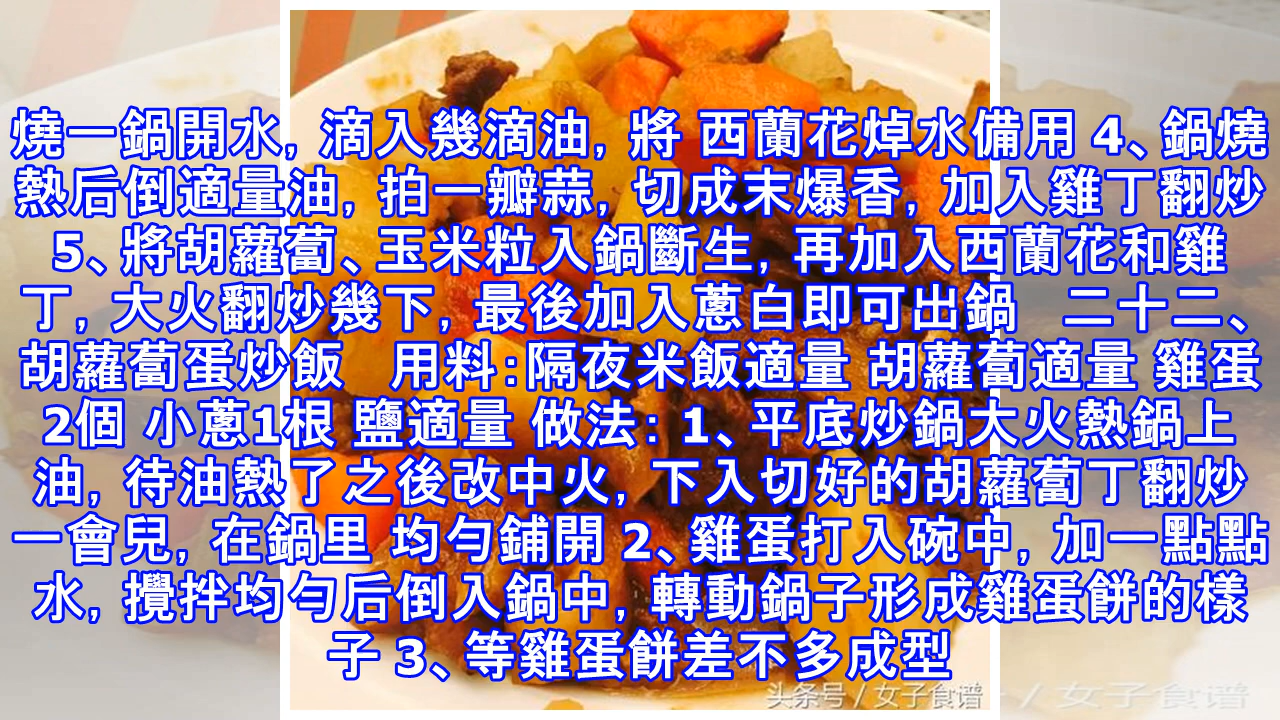 燒一鍋開水, 滴入幾滴油, 將 西蘭花焯水備用 4、鍋燒
熱后倒適量油, 拍一瓣蒜, 切成末爆香, 加入雞丁翻炒
5、將胡蘿蔔、玉米粒入鍋斷生, 再加入西蘭花和雞
丁, 大火翻炒幾下, 最後加入蔥白即可出鍋 二十二、
胡蘿蔔蛋炒飯 用料:隔夜米飯適量 胡蘿蔔適量 雞蛋
2個 小蔥1根 鹽適量 做法: 1、平底炒鍋大火熱鍋上
油, 待油熱了之後改中火, 下入切好的胡蘿蔔丁翻炒
一會兒, 在鍋里 均勻鋪開 2、雞蛋打入碗中, 加一點點
水, 攪拌均勻后倒入鍋中, 轉動鍋子形成雞蛋餅的樣
子 3、等雞蛋餅差不多成型
头条号 / 女子食谱 / 女子食谱